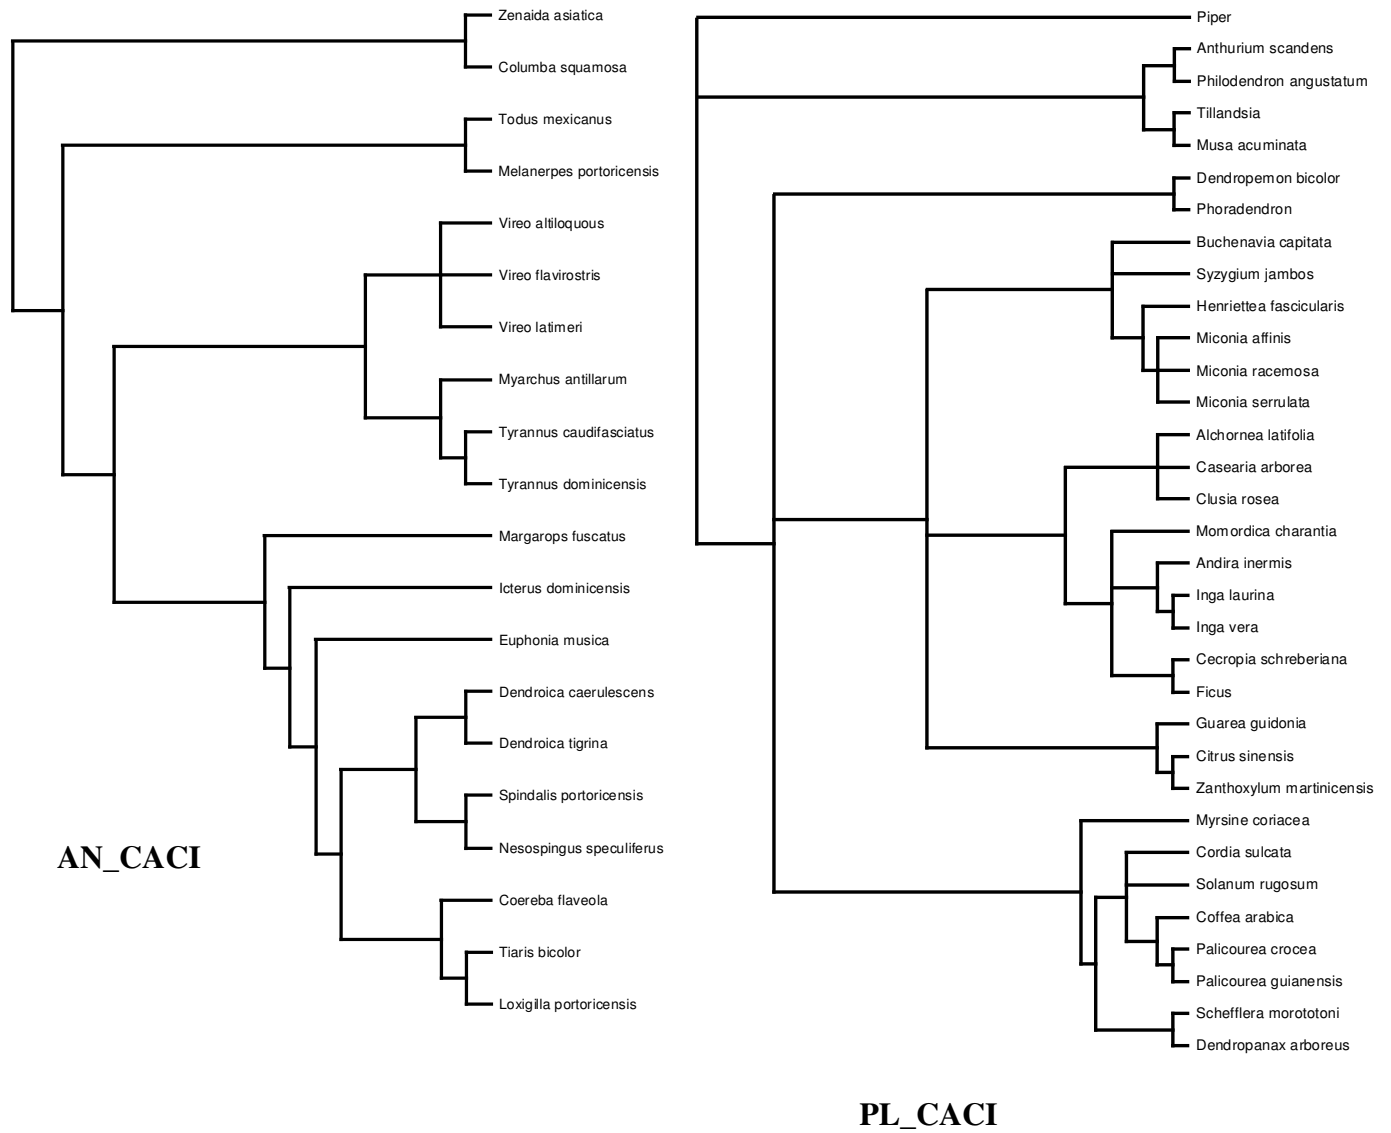 Zenaida asiatica
Columba squamosa
Todus mexicanus
Melanerpes portoricensis
Vireo altiloquous
Vireo flavirostris
Vireo latimeri
Myarchus antillarum
Tyrannus caudifasciatus
Tyrannus dominicensis
Margarops fuscatus
Icterus dominicensis
Euphonia musica
Dendroica caerulescens
Dendroica tigrina
Spindalis portoricensis
Nesospingus speculiferus
Coereba flaveola
Tiaris bicolor
Loxigilla portoricensis
AN_CACI
Piper
Anthurium scandens
Philodendron angustatum
Tillandsia
Musa acuminata
Dendropemon bicolor
Phoradendron
Buchenavia capitata
Syzygium jambos
Henriettea fascicularis
Miconia affinis
Miconia racemosa
Miconia serrulata
Alchornea latifolia
Casearia arborea
Clusia rosea
Momordica charantia
Andira inermis
Inga laurina
Inga vera
Cecropia schreberiana
Ficus
Guarea guidonia
Citrus sinensis
Zanthoxylum martinicensis
Myrsine coriacea
Cordia sulcata
Solanum rugosum
Coffea arabica
Palicourea crocea
Palicourea guianensis
Schefflera morototoni
Dendropanax arboreus
PL_CACI